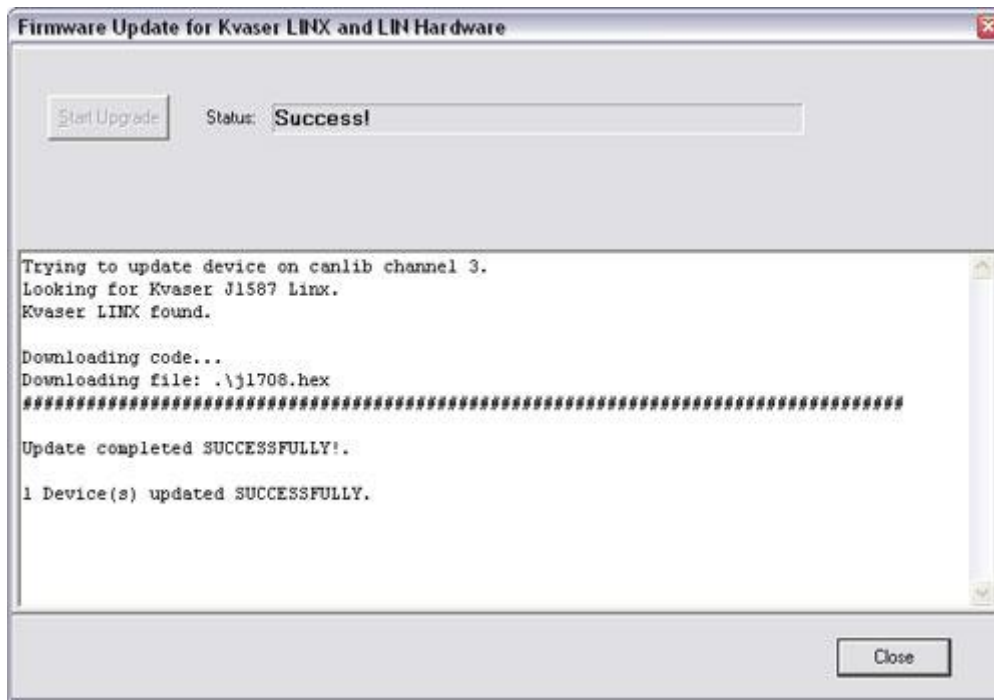 Firmware Update for Kvaser LINX and LIN Hardware
Start Upgrade Status: Success!
Trying to update device on canlib channel 3.
Looking for Kvaser J1587 Linx.
Kvaser LINX found.
Downloading code...
Downloading file: .\j1708.hex
###################################################################################
Update completed SUCCESSFULLY!.
1 Device(s) updated SUCCESSFULLY.
Close